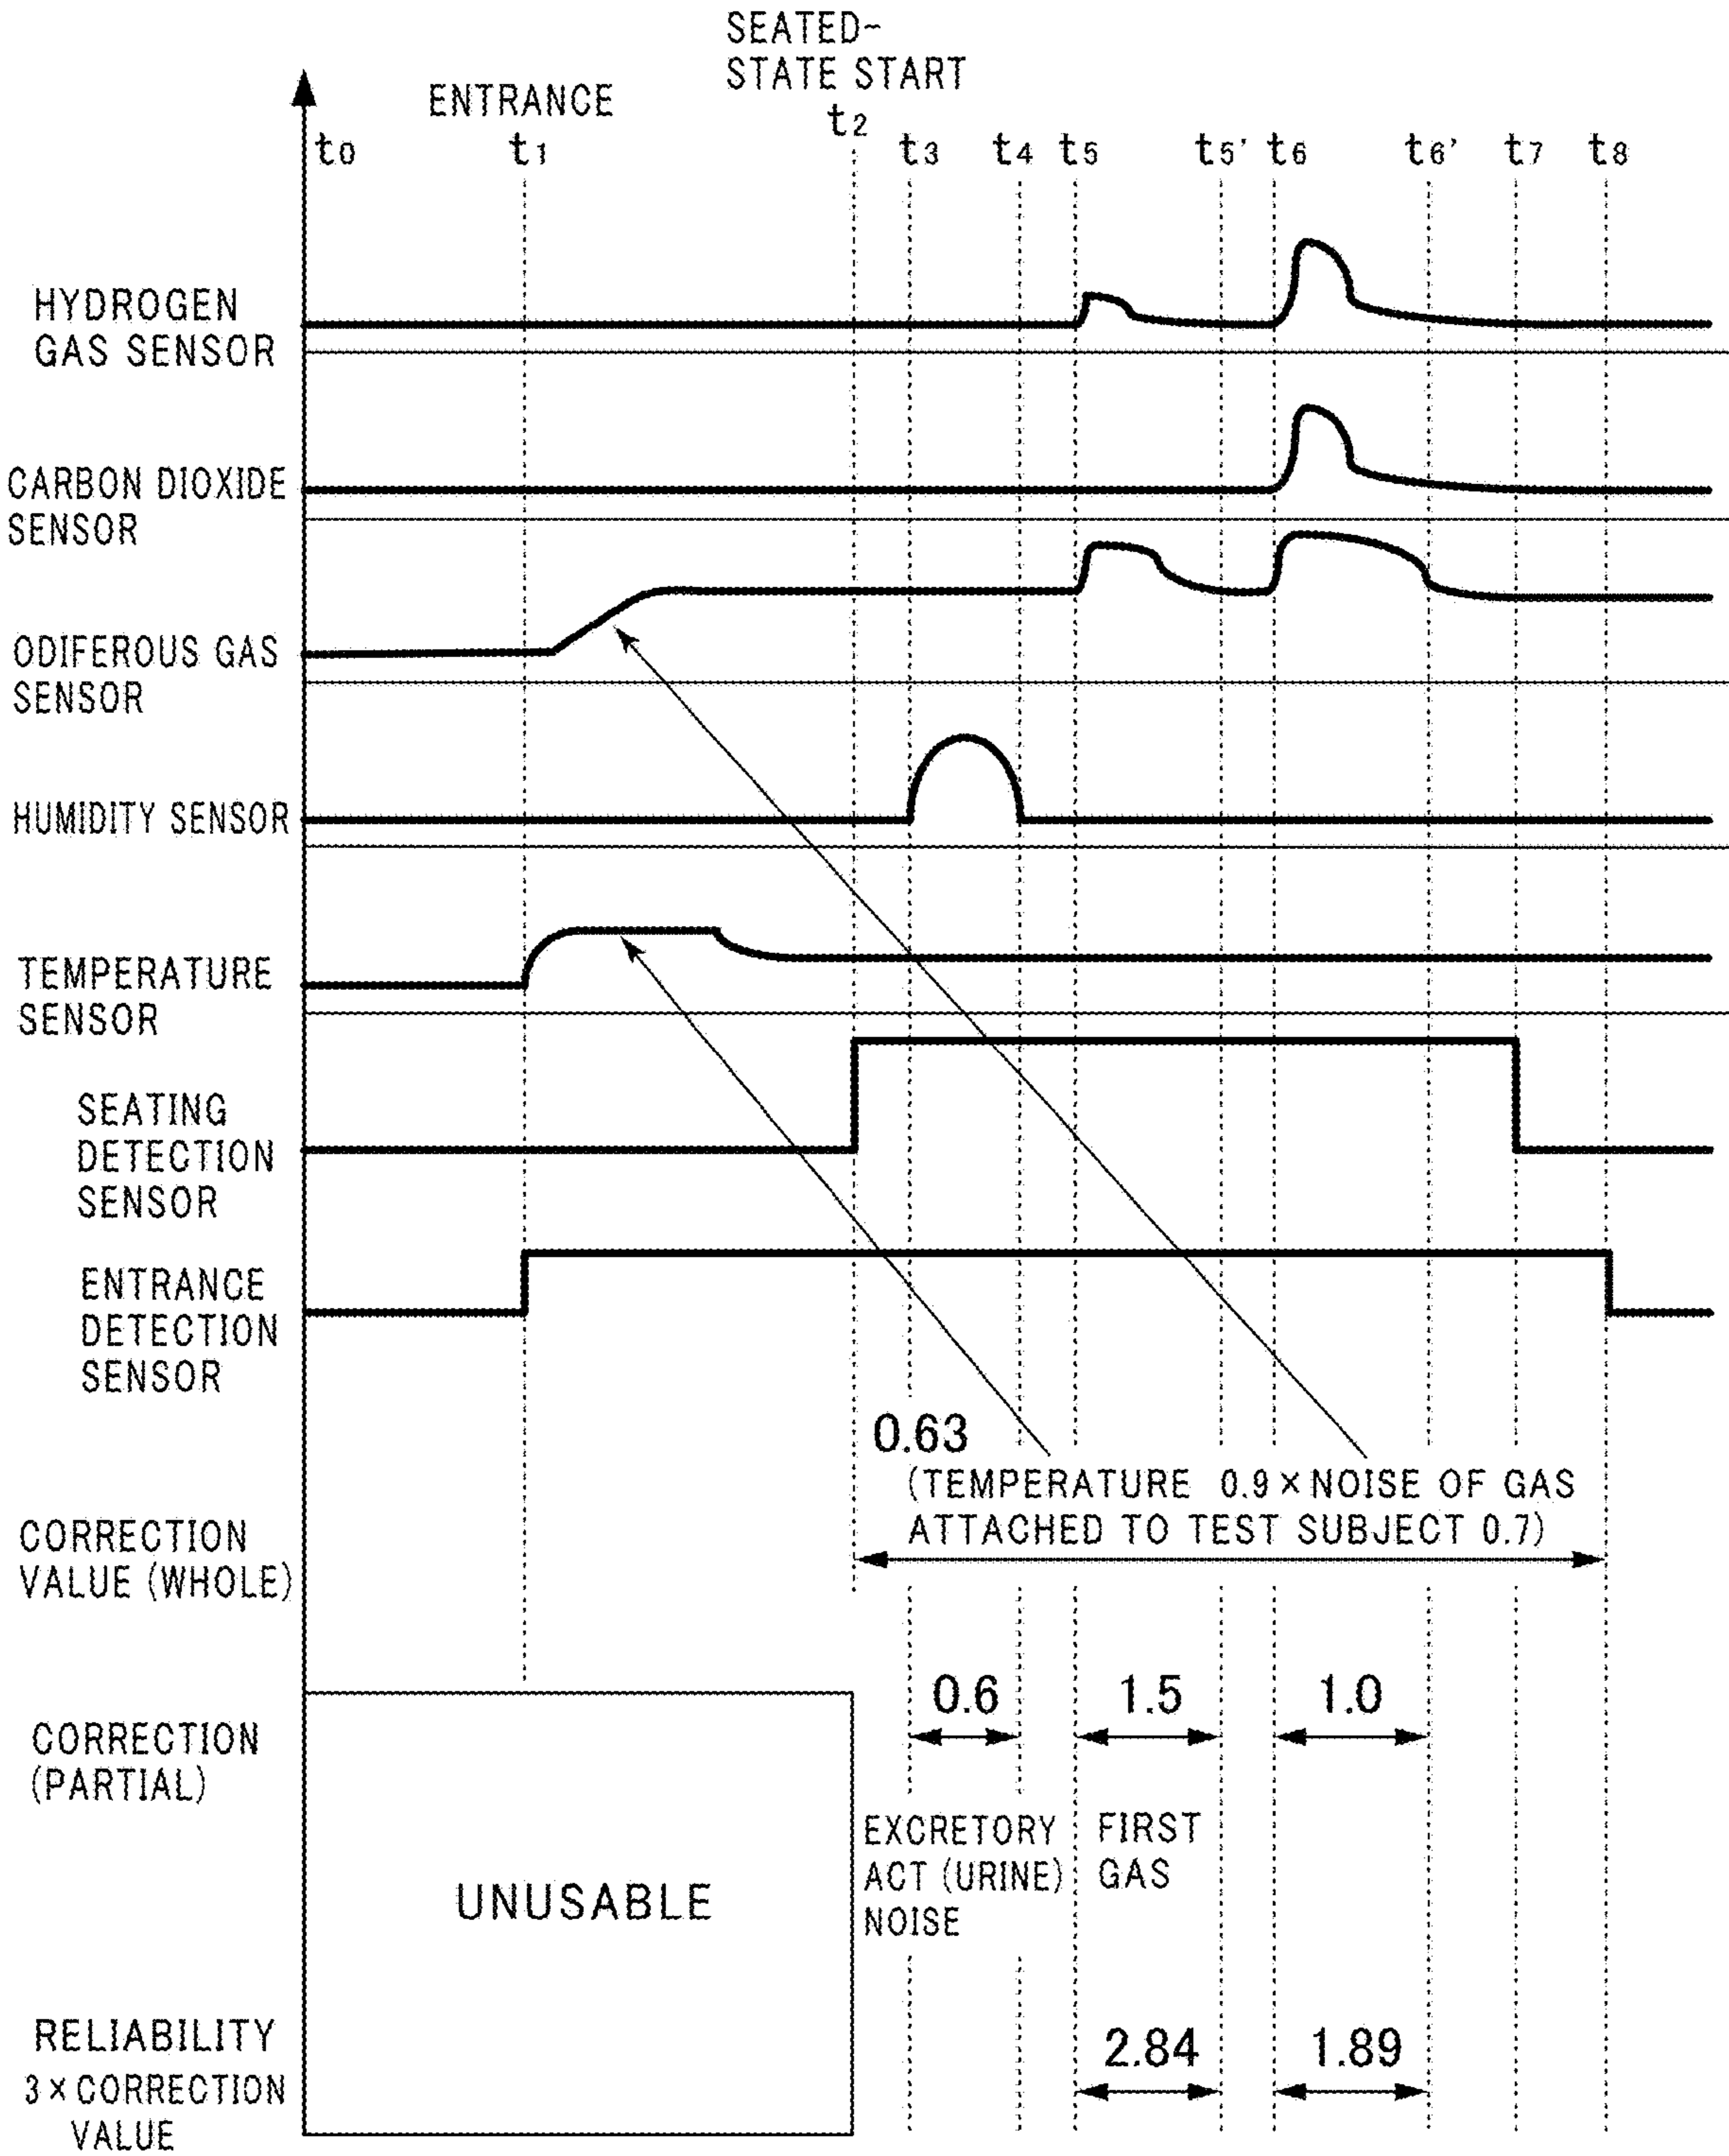 SEATED-
STATE START
ENTRANCE
t0
t1
t2
t3
t4
t5
t5'
t6
t6'
t7
t8
HYDROGEN
GAS SENSOR
CARBON DIOXIDE
SENSOR
ODIFEROUS GAS
SENSOR
HUMIDITY SENSOR
TEMPERATURE
SENSOR
SEATING
DETECTION
SENSOR
ENTRANCE
DETECTION
SENSOR
0.63
(TEMPERATURE 0.9×NOISE OF GAS
ATTACHED TO TEST SUBJECT 0.7)
CORRECTION
VALUE (WHOLE)
0.6
1.5
1.0
CORRECTION
(PARTIAL)
EXCRETORY
ACT (URINE)
NOISE
FIRST
GAS
UNUSABLE
RELIABILITY
3×CORRECTION
VALUE
2.84
1.89